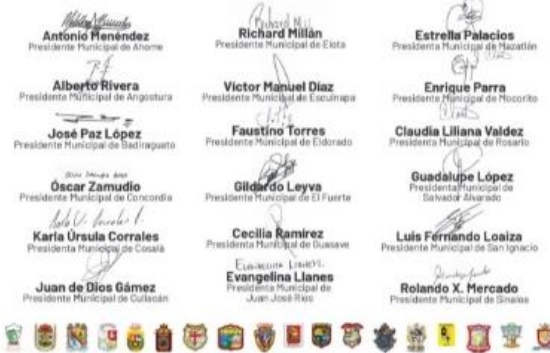 Antonio Menéndez
Presidente Municipal de Ahome
Alberto Rivera
Presidente Municipal de Angostura
José Paz López
Presidente Municipal de Badiraguato
Óscar Zamudio
Presidente Municipal de Concordia
Karla Úrsula Corrales
Presidenta Municipal de Cosalá
Juan de Dios Gámez
Presidente Municipal de Culiacán
Richard Millán
Presidente Municipal de Elota
Víctor Manuel Díaz
Presidente Municipal de Escuinapa
Faustino Torres
Presidente Municipal de Eldorado
Gildardo Leyva
Presidente Municipal de El Fuerte
Cecilia Ramírez
Presidenta Municipal de Guasave
Evangelina Llanes
Evangelina Llanes
Presidenta Municipal de
Juan José Ríos
Estrella Palacios
Presidenta Municipal de Mazatlán
Enrique Parra
Presidente Municipal de Mocorito
Claudia Liliana Valdez
Presidenta Municipal de Rosario
Guadalupe López
Presidenta Municipal de
Salvador Alvarado
Luis Fernando Loaiza
Presidente Municipal de San Ignacio
Rolando X. Mercado
Presidente Municipal de Sinaloa